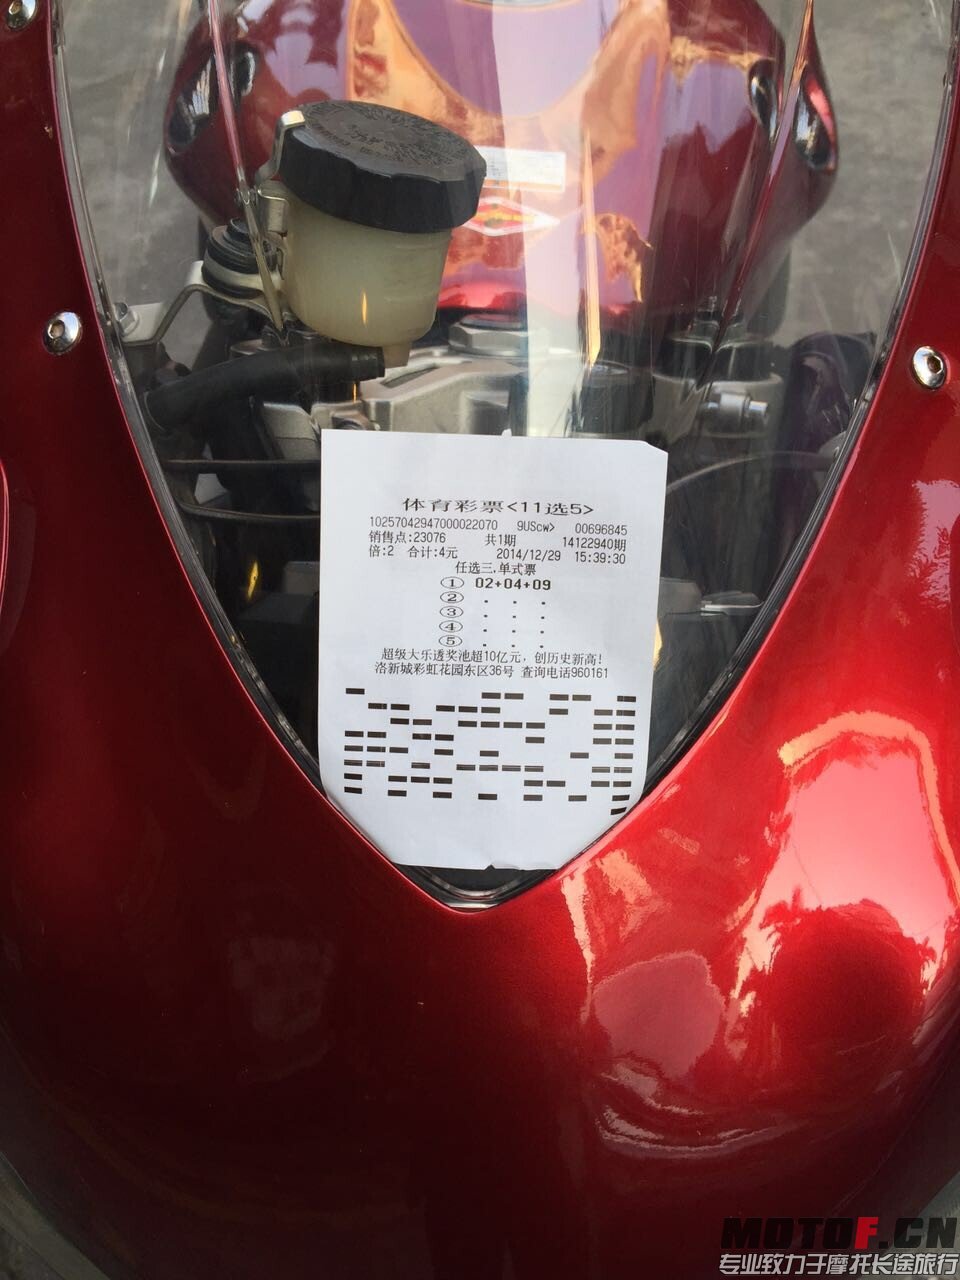 体育彩票<11选5>
10257042947000022070 9UScw> 00696845
销售点:23076 共1期 14122940期
倍:2 合计:4元 2014/12/29 15:39:30
任选三,单式票
① 02+04+09
② . . .
③ . . .
④ . . .
⑤ . . .
超级大乐透奖池超10亿元，创历史新高!
洛新城彩虹花园东区36号 查询电话960161
MOTOF.CN
专业致力于摩托长途旅行